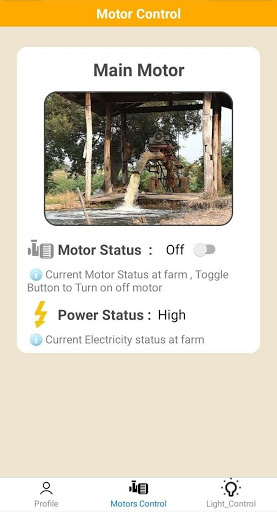 Motor Control
Main Motor
Motor Status : Off
Current Motor Status at farm , Toggle
Button to Turn on off motor
Power Status : High
Current Electricity status at farm
Profile
Motors Control
Light_Control